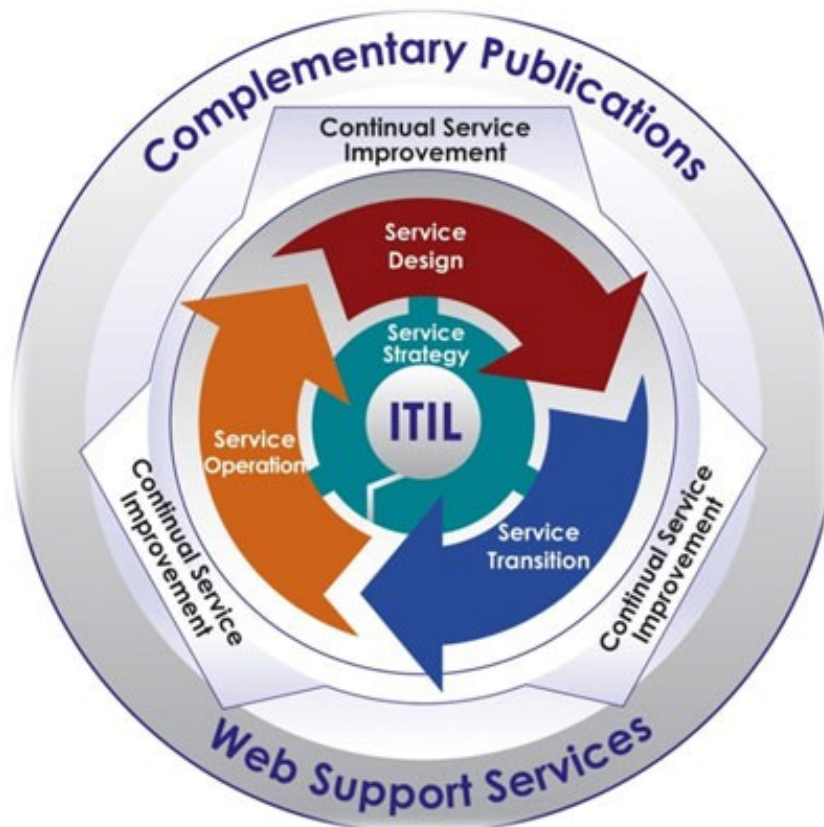 Complementary Publications
Continual Service
Improvement
Service
Design
Service
Strategy
ITIL
Service
Operation
Service
Transition
Continual Service
Improvement
Continual Service
Improvement
Web Support Services